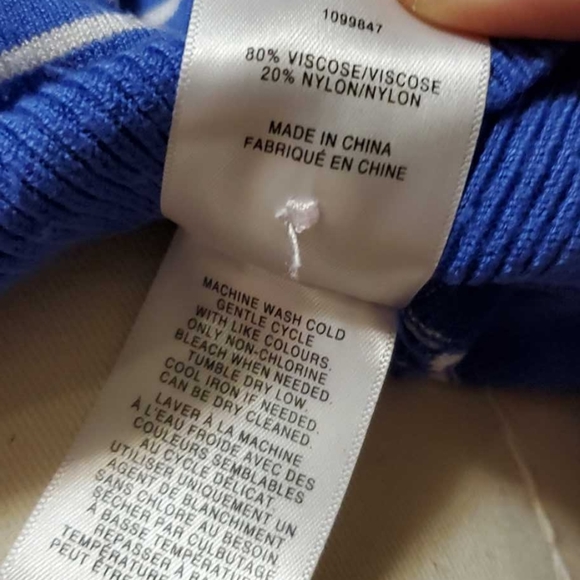 1099847
80% VISCOSE/VISCOSE
20% NYLON/NYLON
MADE IN CHINA
FABRIQUÉ EN CHINE
MACHINE WASH COLD
GENTLE CYCLE
WITH LIKE COLOURS.
ONLY NON-CHLORINE
BLEACH WHEN NEEDED.
TUMBLE DRY LOW.
COOL IRON IF NEEDED.
CAN BE DRY CLEANED.
LAVER À LA MACHINE
À L'EAU FROIDE AVEC DES
COULEURS SEMBLABLES
AU CYCLE DÉLICAT.
UTILISER UNIQUEMENT UN
AGENT DE BLANCHIMENT
SANS CHLORE AU BESOIN.
SÉCHER PAR CULBUTAGE
À BASSE TEMPÉRATURE
REPASSER À
TEMPÉRATURE
PEUT ÊTRE